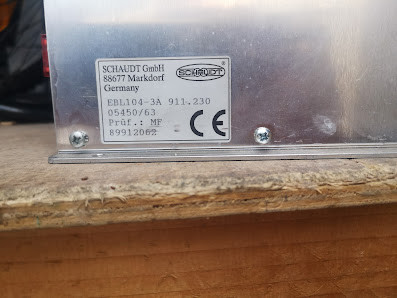 SCHAUDT GmbH
88677 Markdorf
Germany
SCHAUDT
EBL104-3A 911.230
05450/63
Prüf.: MF
89912062
CE